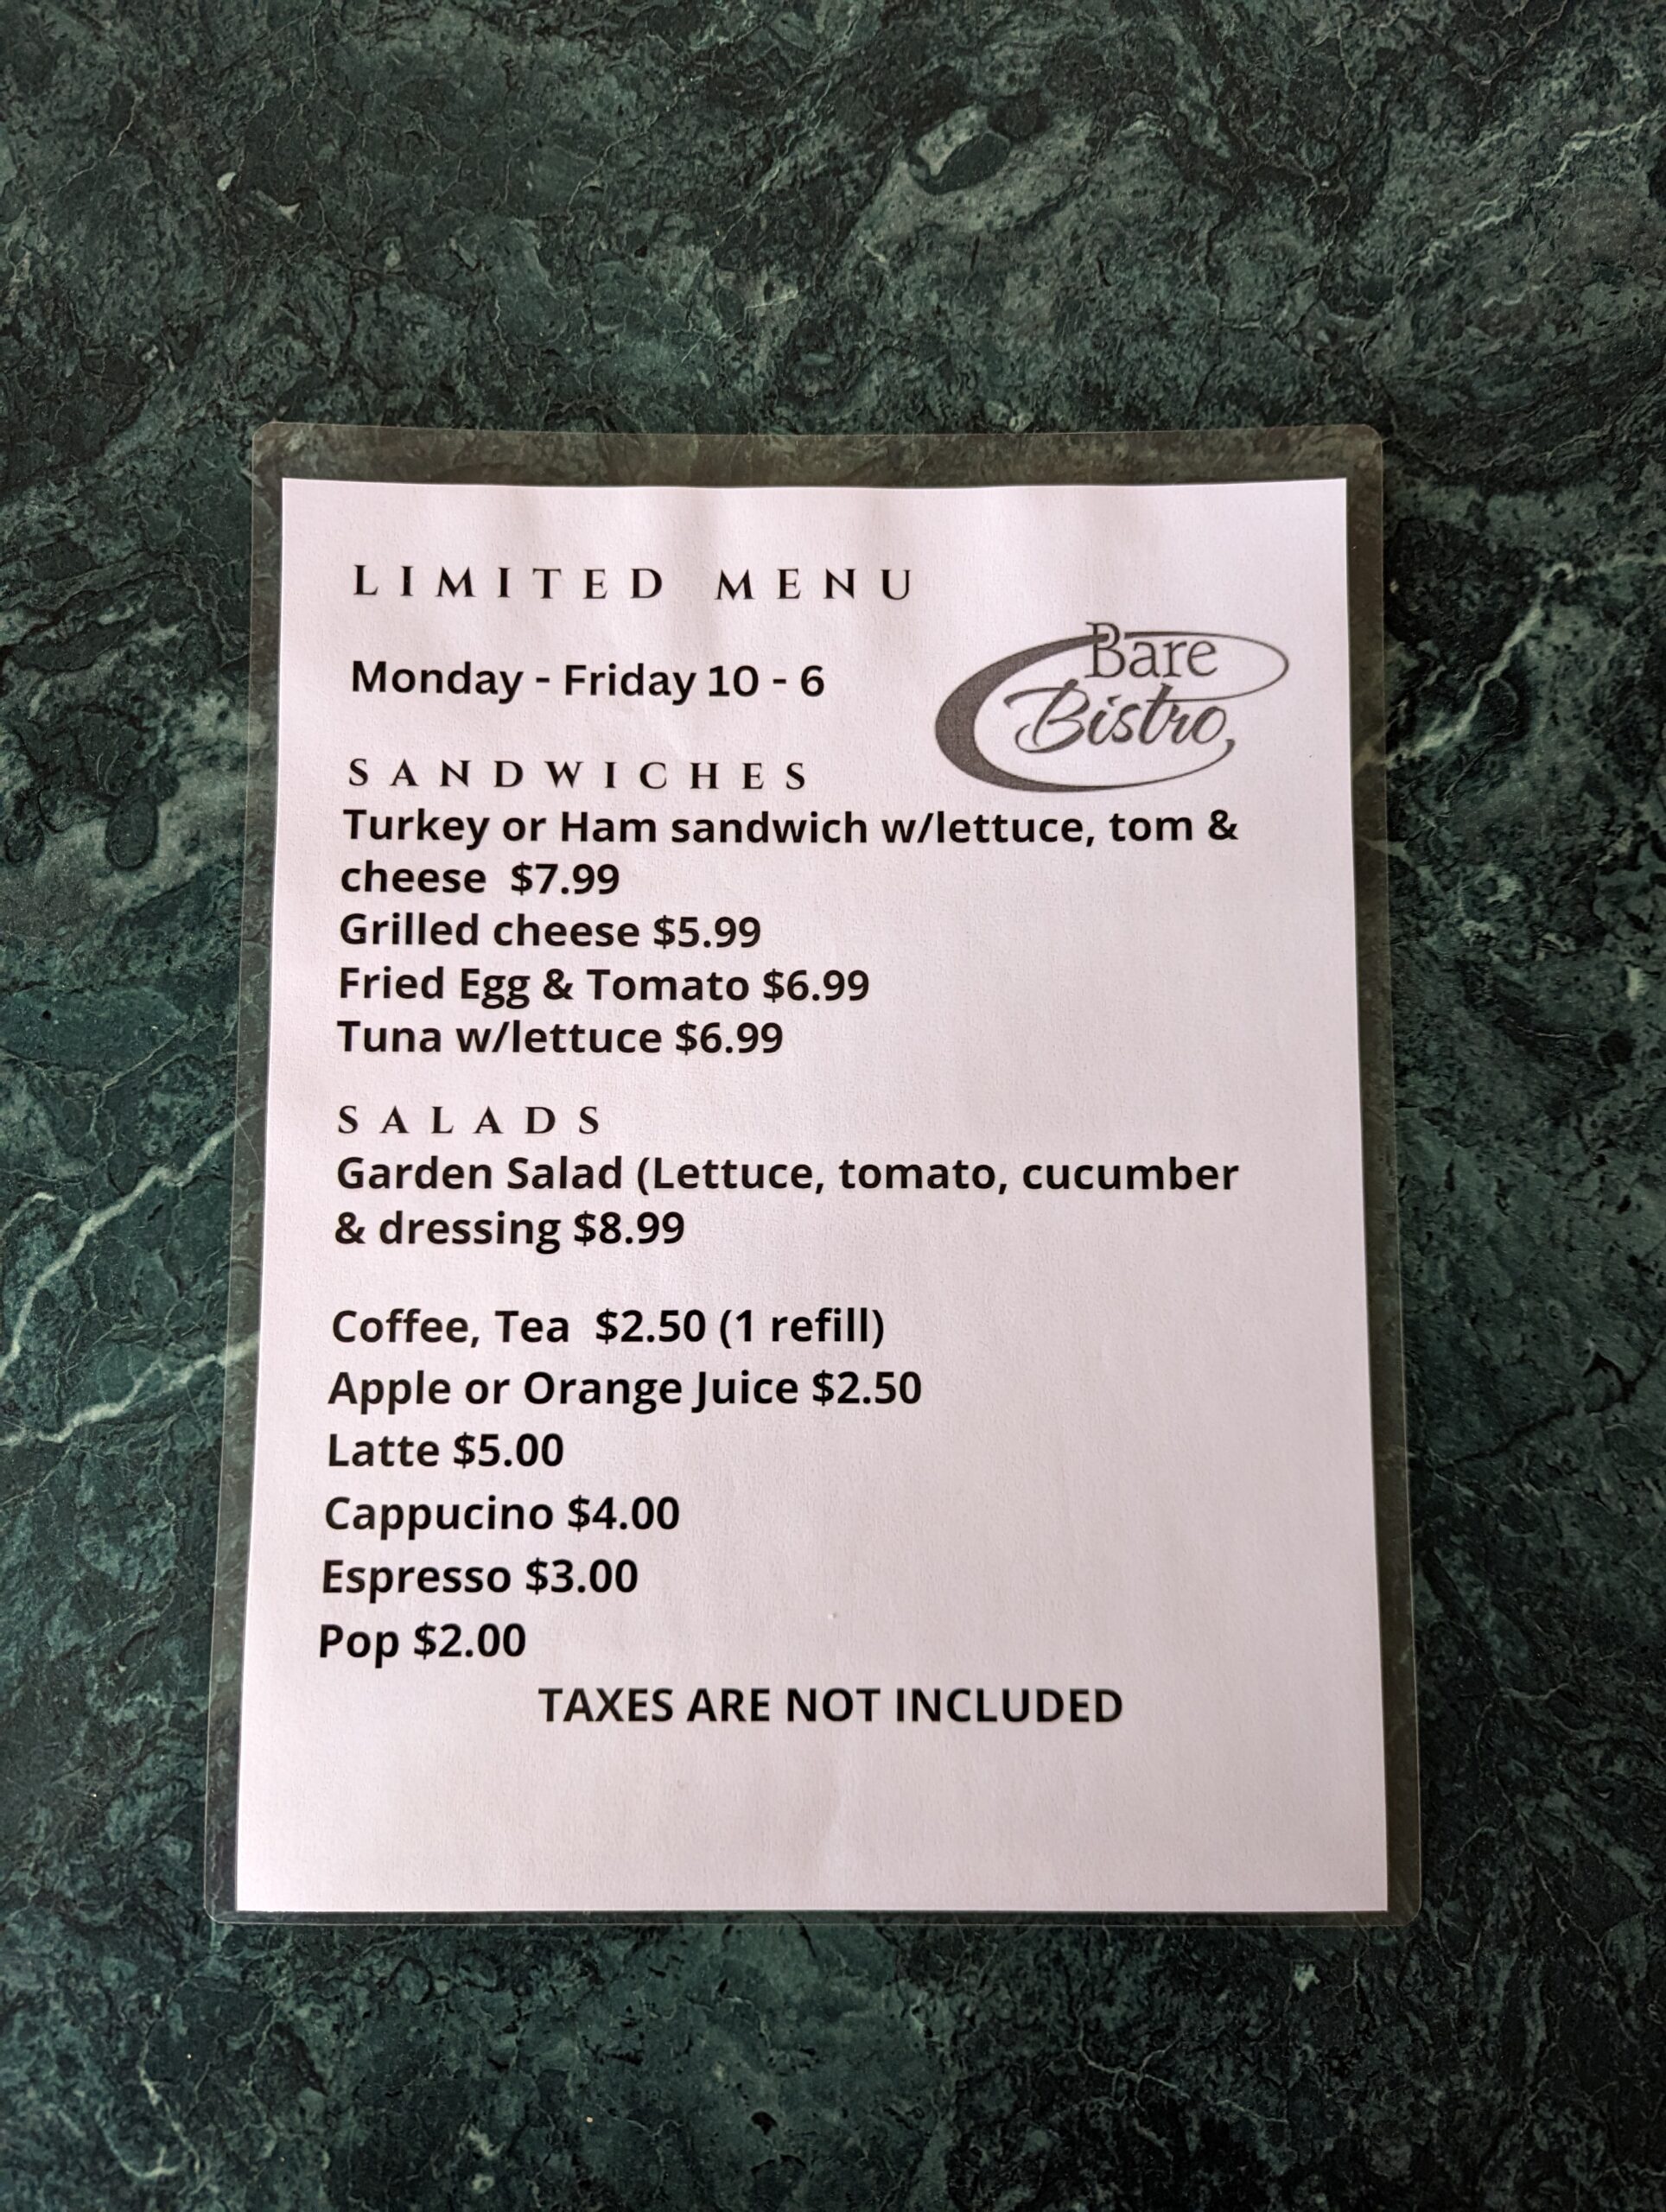 LIMITED MENU
Monday - Friday 10 - 6
Bare
Bistro
SANDWICHES
Turkey or Ham sandwich w/lettuce, tom &
cheese  $7.99
Grilled cheese $5.99
Fried Egg & Tomato $6.99
Tuna w/lettuce $6.99
SALADS
Garden Salad (Lettuce, tomato, cucumber
& dressing $8.99
Coffee, Tea  $2.50 (1 refill)
Apple or Orange Juice $2.50
Latte $5.00
Cappucino $4.00
Espresso $3.00
Pop $2.00
TAXES ARE NOT INCLUDED